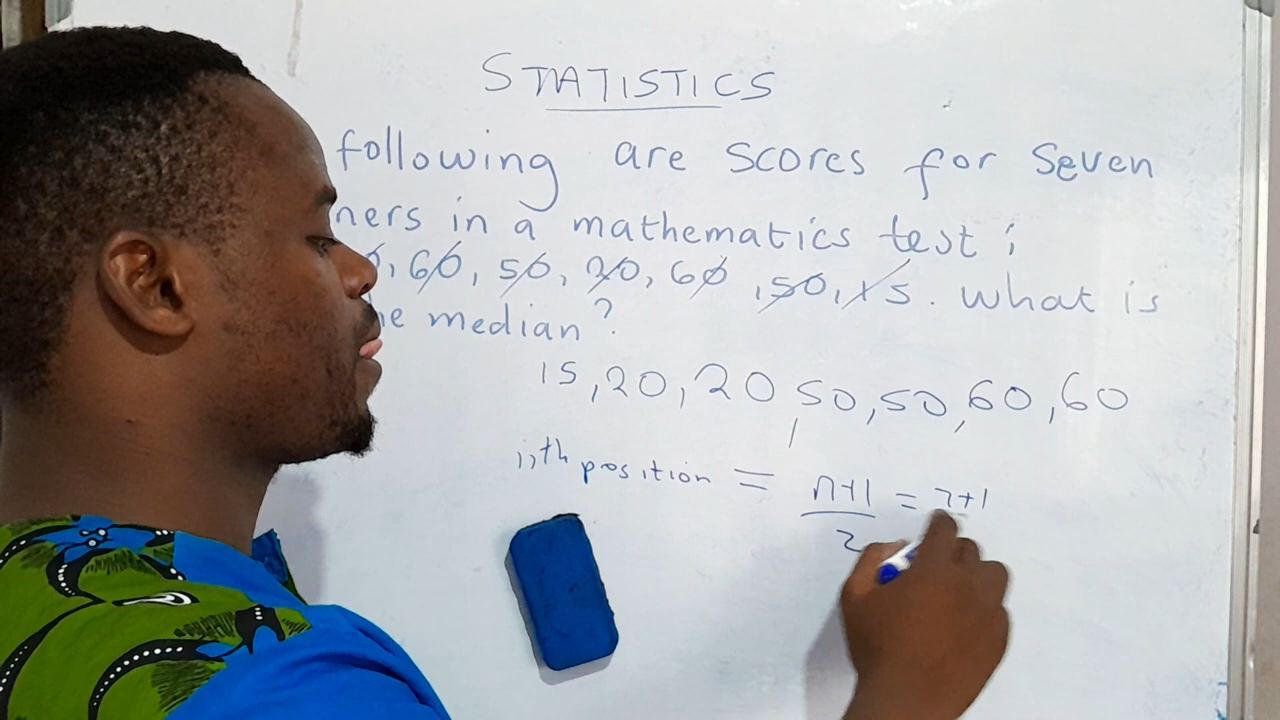 STATISTICS
following are scores for Seven
ners in a mathematics test ;
, 60, 50, 20, 60, 50, 15. What is
e median?
15, 20, 20, 50, 50, 60, 60
position = n+1/2 = 7+1